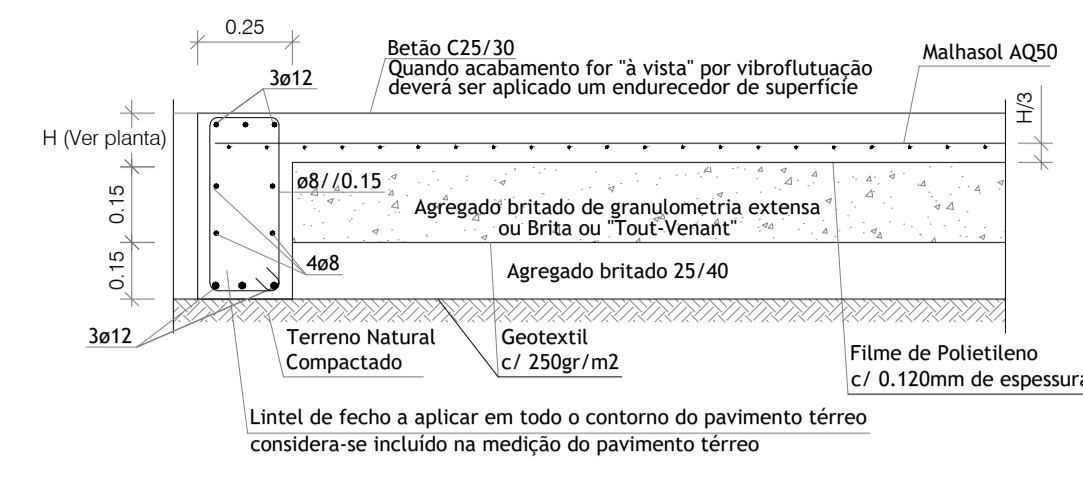 0.25
Betão C25/30
Quando acabamento for "à vista" por vibroflutuação
deverá ser aplicado um endurecedor de superfície
Malhasol AQ50
3ø12
H (Ver planta)
H/3
ø8//0.15
0.15
Agregado britado de granulometria extensa
ou Brita ou "Tout-Venant"
4ø8
0.15
Agregado britado 25/40
3ø12
Terreno Natural
Compactado
Geotextil
c/ 250gr/m2
Filme de Polietileno
c/ 0.120mm de espessura
Lintel de fecho a aplicar em todo o contorno do pavimento térreo
considera-se incluído na medição do pavimento térreo